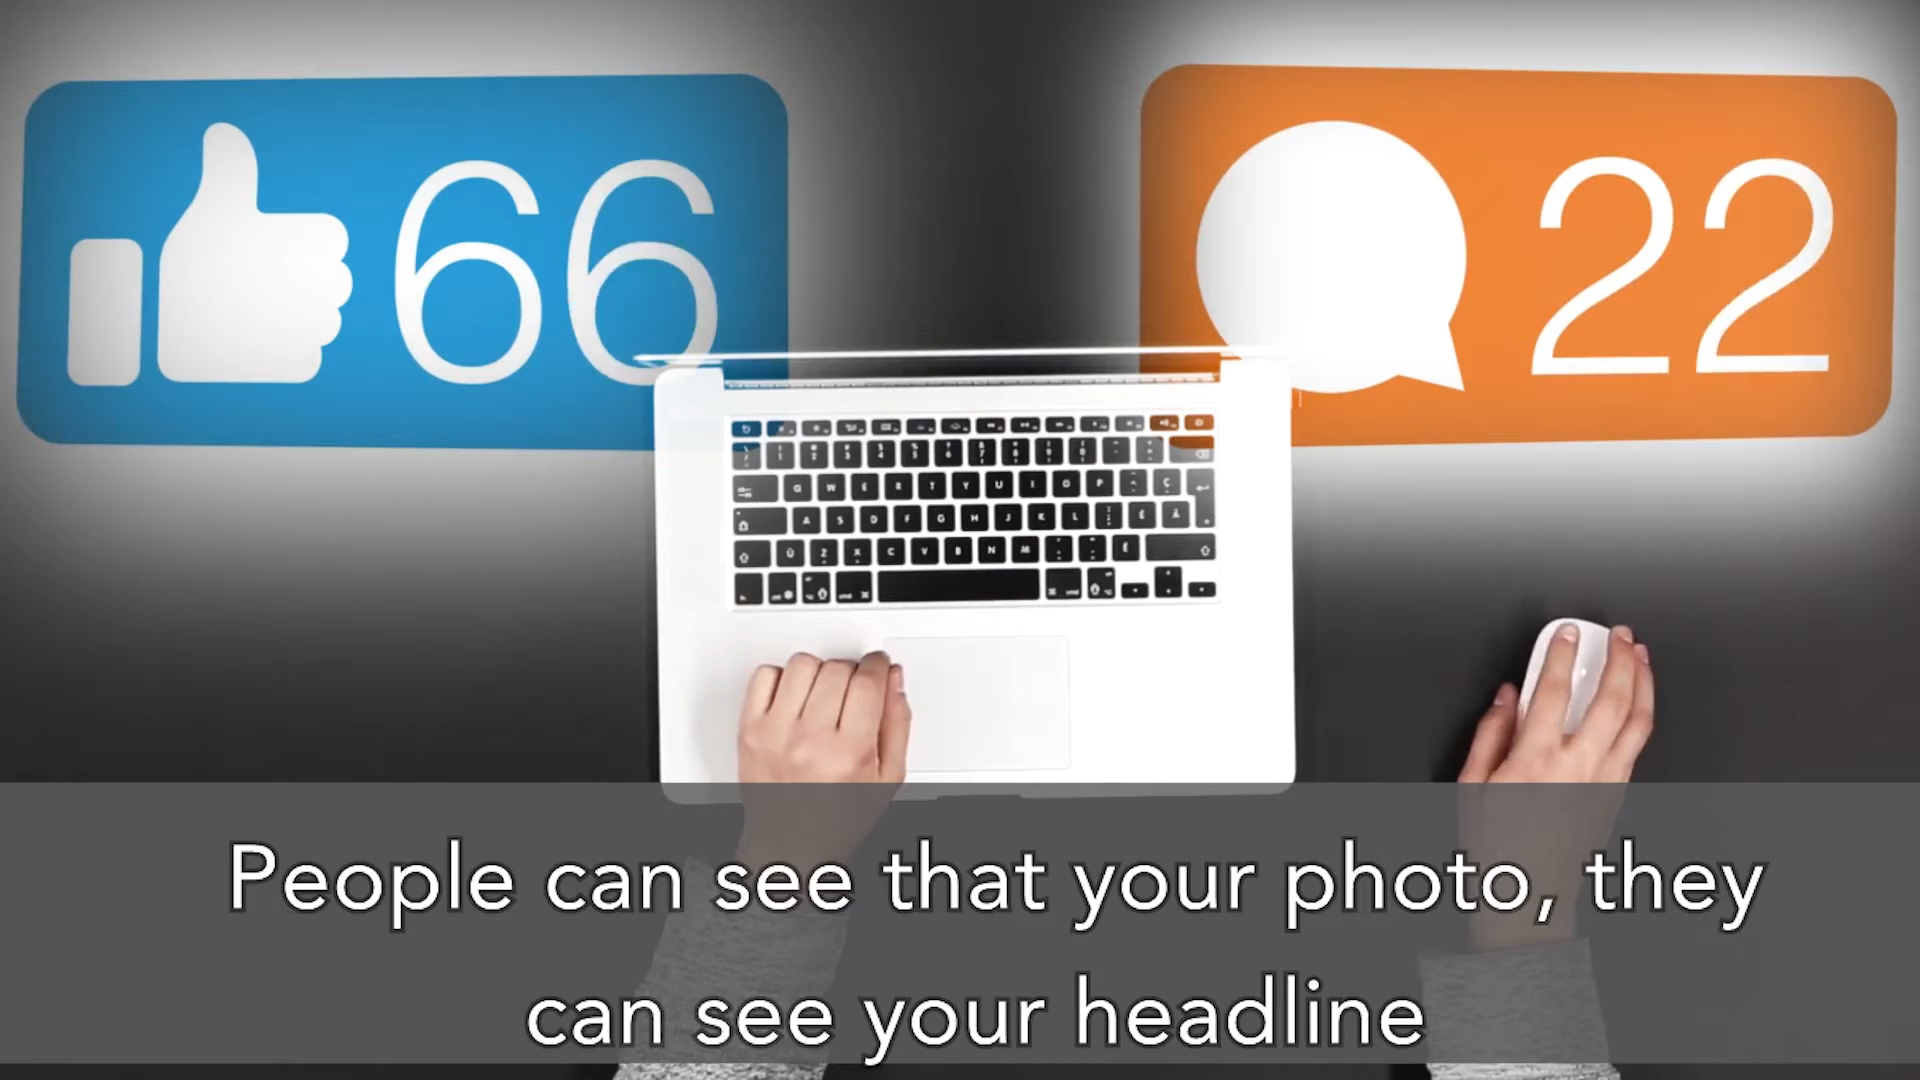 66
22
Q W E R T Y U I O P
A S D F G H J K L
Z X C V B N M
People can see that your photo, they
can see your headline